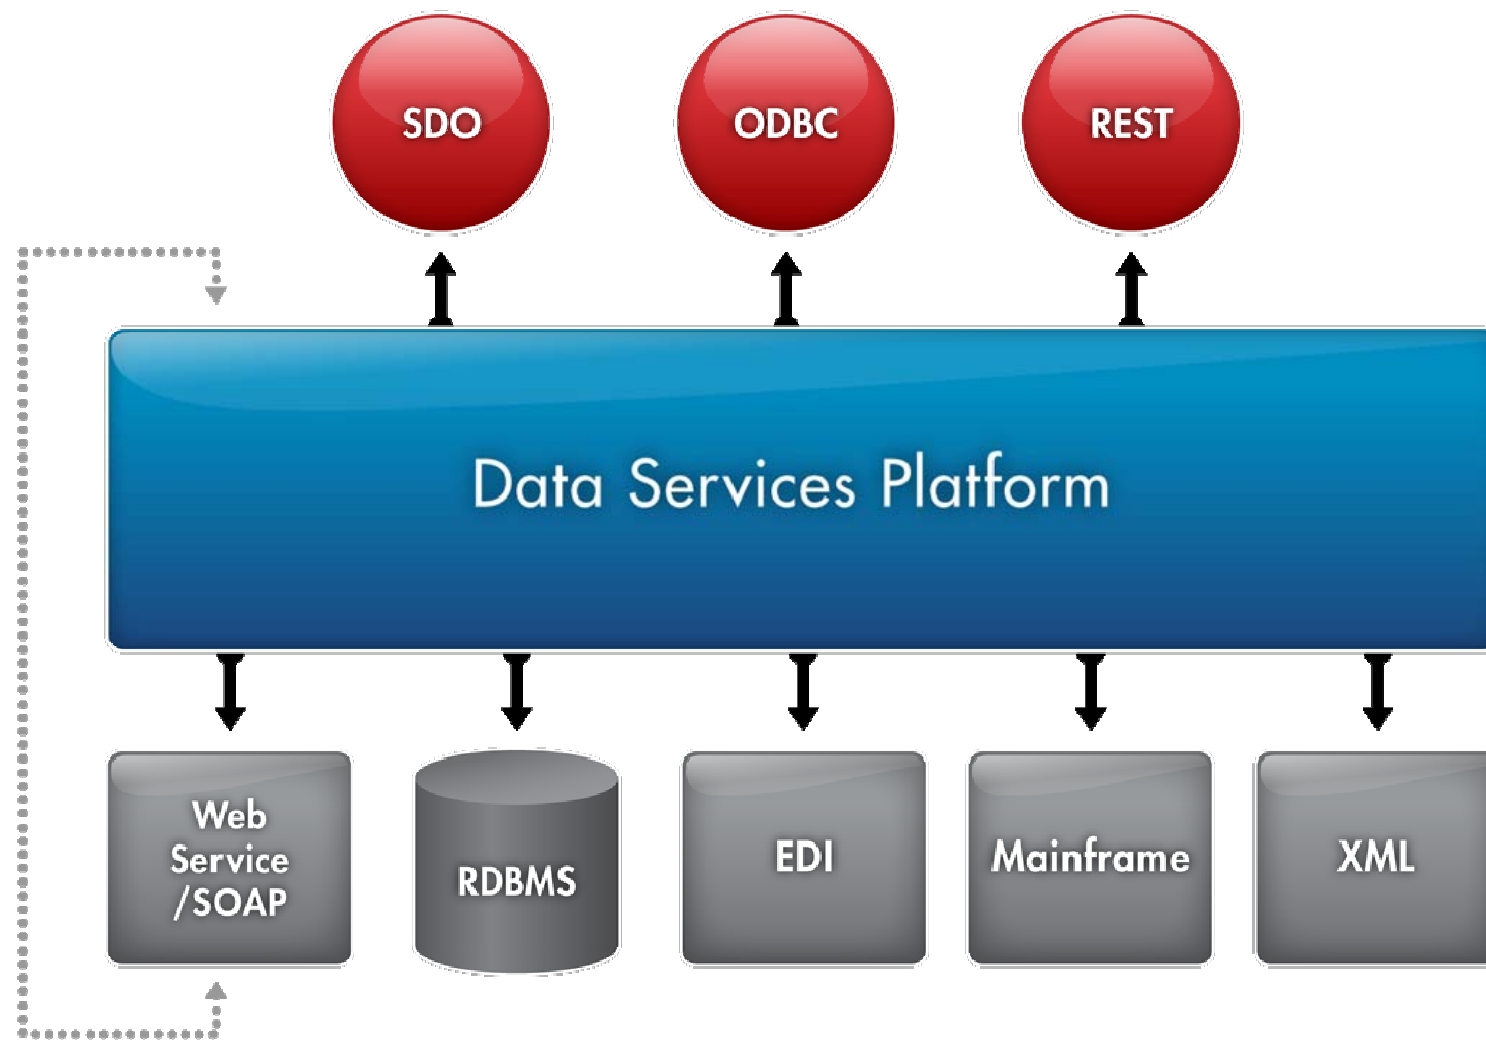 SDO
ODBC
REST
Data Services Platform
Web
Service
/SOAP
RDBMS
EDI
Mainframe
XML